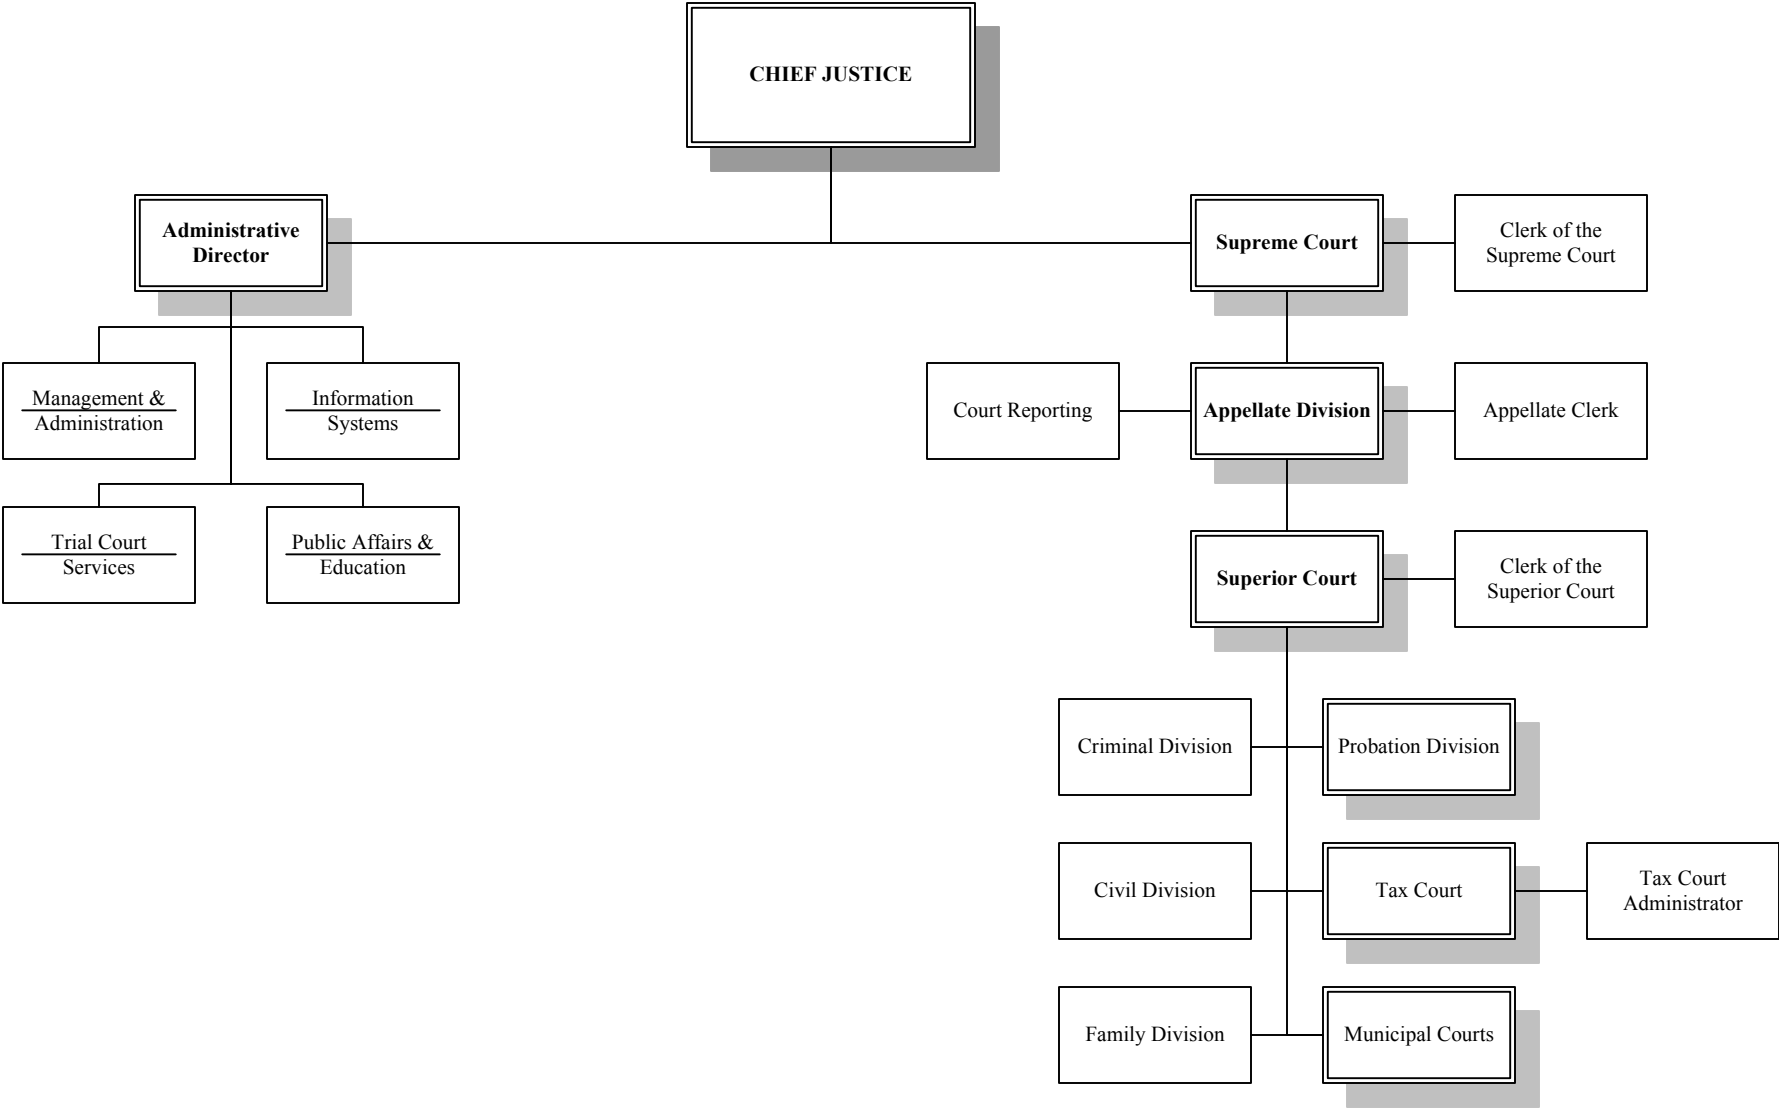 CHIEF JUSTICE
Administrative
Director
Supreme Court
Clerk of the
Supreme Court
Management &
Administration
Information
Systems
Court Reporting
Appellate Division
Appellate Clerk
Trial Court
Services
Public Affairs &
Education
Superior Court
Clerk of the
Superior Court
Criminal Division
Probation Division
Civil Division
Tax Court
Tax Court
Administrator
Family Division
Municipal Courts